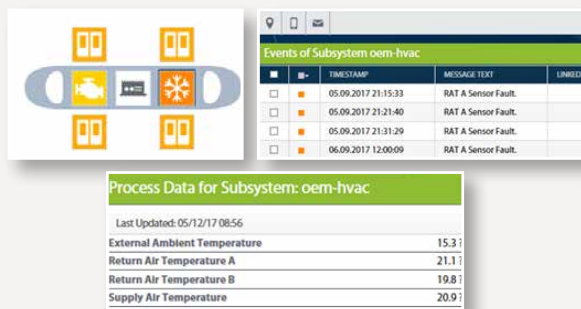 Events of Subsystem oem-hvac
TIMESTAMP MESSAGE TEXT LINKED
05.09.2017 21:15:33 RAT A Sensor Fault.
05.09.2017 21:21:40 RAT A Sensor Fault.
05.09.2017 21:31:29 RAT A Sensor Fault.
06.09.2017 12:00:09 RAT A Sensor Fault.
Process Data for Subsystem: oem-hvac
Last Updated: 05/12/17 08:56
External Ambient Temperature 15.3
Return Air Temperature A 21.1
Return Air Temperature B 19.8
Supply Air Temperature 20.9